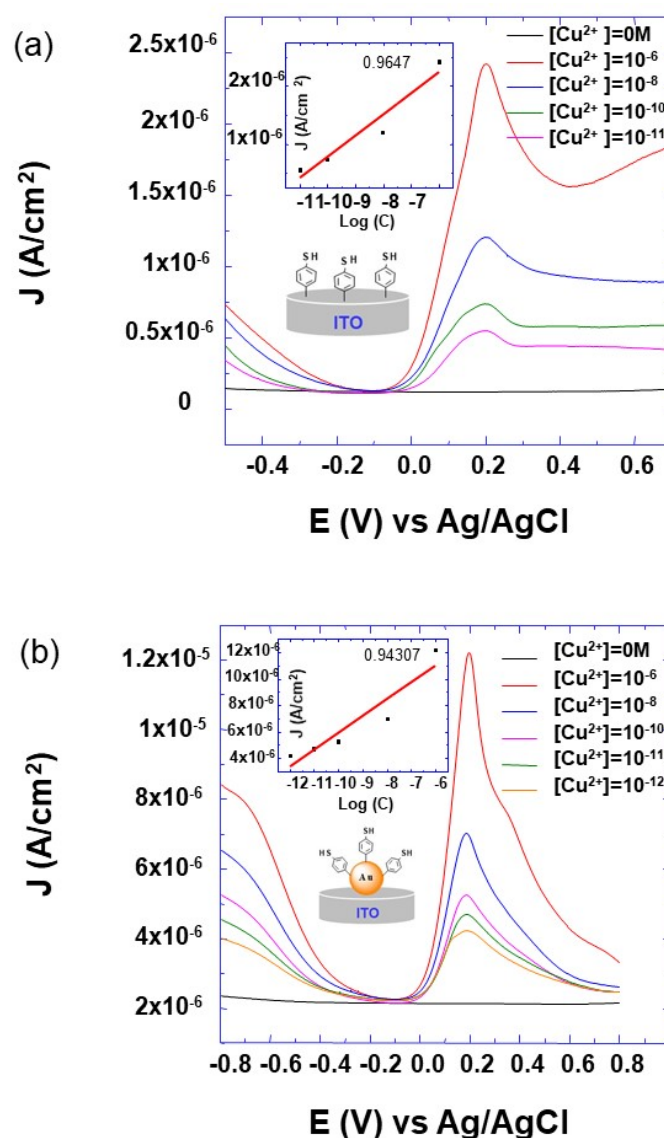 (a)
2.5x10⁻⁶
2x10⁻⁶
1.5x10⁻⁶
1x10⁻⁶
0.5x10⁻⁶
0
J (A/cm²)
[Cu²⁺]=0M
[Cu²⁺]=10⁻⁶
[Cu²⁺]=10⁻⁸
[Cu²⁺]=10⁻¹⁰
[Cu²⁺]=10⁻¹¹
0.9647
2x10⁻⁶
1x10⁻⁶
J (A/cm²)
-11 -10 -9 -8 -7
Log (C)
SH SH SH
ITO
-0.4 -0.2 0.0 0.2 0.4 0.6
E (V) vs Ag/AgCl
(b)
1.2x10⁻⁵
1x10⁻⁵
8x10⁻⁶
6x10⁻⁶
4x10⁻⁶
2x10⁻⁶
J (A/cm²)
[Cu²⁺]=0M
[Cu²⁺]=10⁻⁶
[Cu²⁺]=10⁻⁸
[Cu²⁺]=10⁻¹⁰
[Cu²⁺]=10⁻¹¹
[Cu²⁺]=10⁻¹²
0.94307
12x10⁻⁶
10x10⁻⁶
8x10⁻⁶
6x10⁻⁶
4x10⁻⁶
J (A/cm²)
-12 -11 -10 -9 -8 -7 -6
Log (C)
SH
HS SH
Au
ITO
-0.8 -0.6 -0.4 -0.2 0.0 0.2 0.4 0.6 0.8
E (V) vs Ag/AgCl